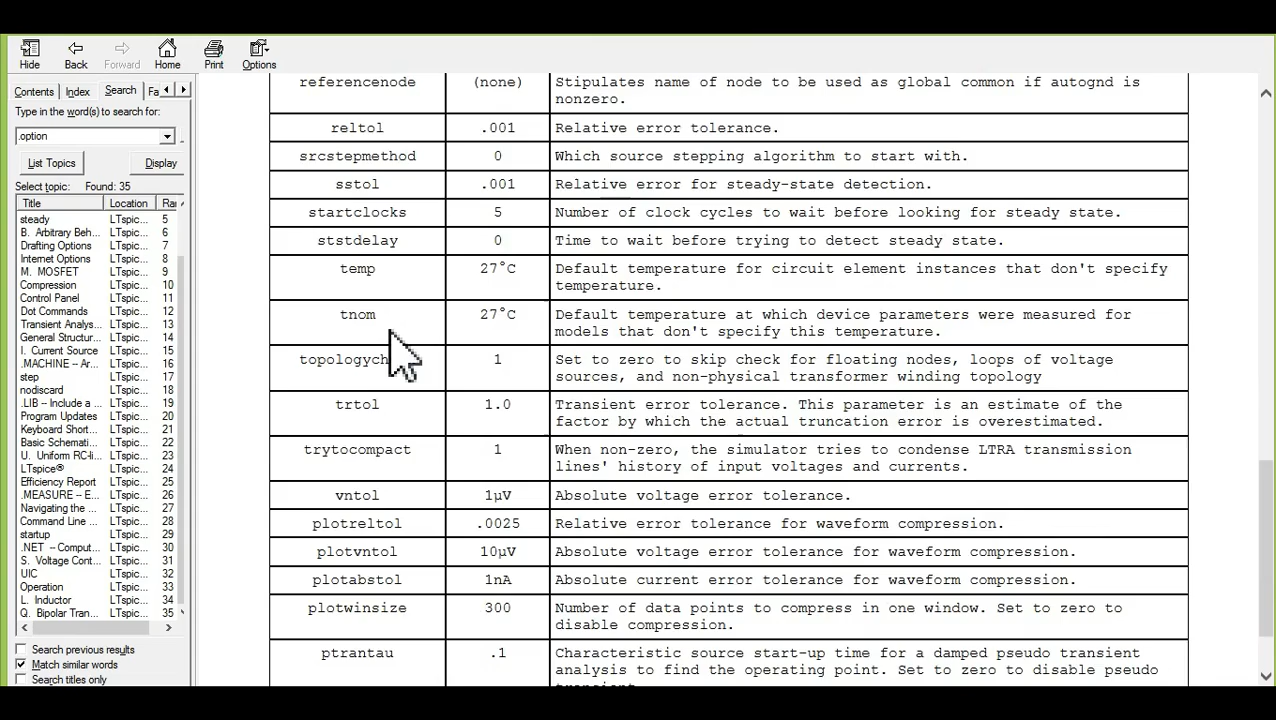 Hide Back Forward Home Print Options
Contents Index Search Fa
Type in the word(s) to search for:
.option
List Topics Display
Select topic: Found: 35
Title Location Rar
steady LTspic... 5
B. Arbitrary Beh... LTspic... 6
Drafting Options LTspic... 7
Internet Options LTspic... 8
M. MOSFET LTspic... 9
Compression LTspic... 10
Control Panel LTspic... 11
Dot Commands LTspic... 12
Transient Analys... LTspic... 13
General Structur... LTspic... 14
I. Current Source LTspic... 15
.MACHINE -- Ar... LTspic... 16
step LTspic... 17
nodiscard LTspic... 18
.LIB -- Include a ... LTspic... 19
Program Updates LTspic... 20
Keyboard Short... LTspic... 21
Basic Schemati... LTspic... 22
U. Uniform RC-li... LTspic... 23
LTspice® LTspic... 24
Efficiency Report LTspic... 25
.MEASURE -- E... LTspic... 26
Navigating the ... LTspic... 27
Command Line ... LTspic... 28
startup LTspic... 29
.NET -- Comput... LTspic... 30
S. Voltage Cont... LTspic... 31
UIC LTspic... 32
Operation LTspic... 33
L. Inductor LTspic... 34
Q. Bipolar Tran... LTspic... 35
Search previous results
Match similar words
Search titles only
referencenode (none) Stipulates name of node to be used as global common if autognd is
nonzero.
reltol .001 Relative error tolerance.
srcstepmethod 0 Which source stepping algorithm to start with.
sstol .001 Relative error for steady-state detection.
startclocks 5 Number of clock cycles to wait before looking for steady state.
ststdelay 0 Time to wait before trying to detect steady state.
temp 27°C Default temperature for circuit element instances that don't specify
temperature.
tnom 27°C Default temperature at which device parameters were measured for
models that don't specify this temperature.
topologych 1 Set to zero to skip check for floating nodes, loops of voltage
sources, and non-physical transformer winding topology
trtol 1.0 Transient error tolerance. This parameter is an estimate of the
factor by which the actual truncation error is overestimated.
trytocompact 1 When non-zero, the simulator tries to condense LTRA transmission
lines' history of input voltages and currents.
vntol 1µV Absolute voltage error tolerance.
plotreltol .0025 Relative error tolerance for waveform compression.
plotvntol 10µV Absolute voltage error tolerance for waveform compression.
plotabstol 1nA Absolute current error tolerance for waveform compression.
plotwinsize 300 Number of data points to compress in one window. Set to zero to
disable compression.
ptrantau .1 Characteristic source start-up time for a damped pseudo transient
analysis to find the operating point. Set to zero to disable pseudo